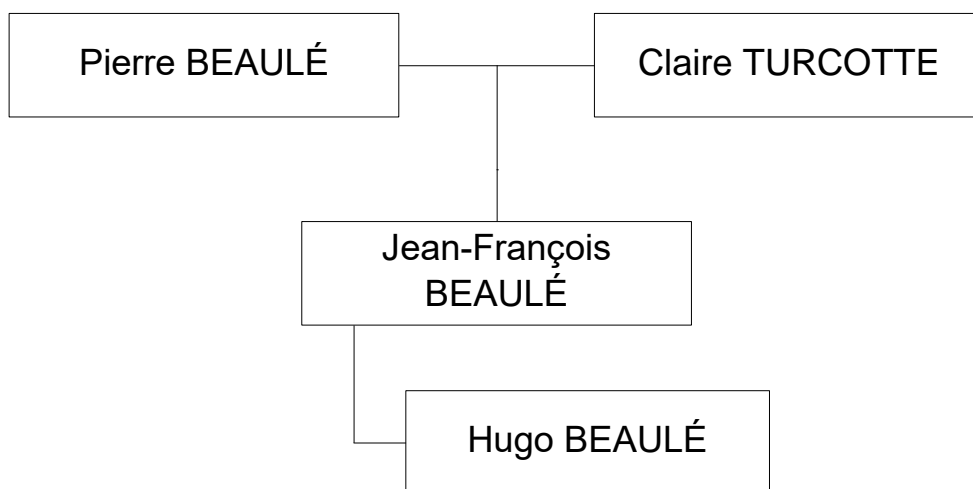 Pierre BEAULÉ
Claire TURCOTTE
Jean-François
BEAULÉ
Hugo BEAULÉ